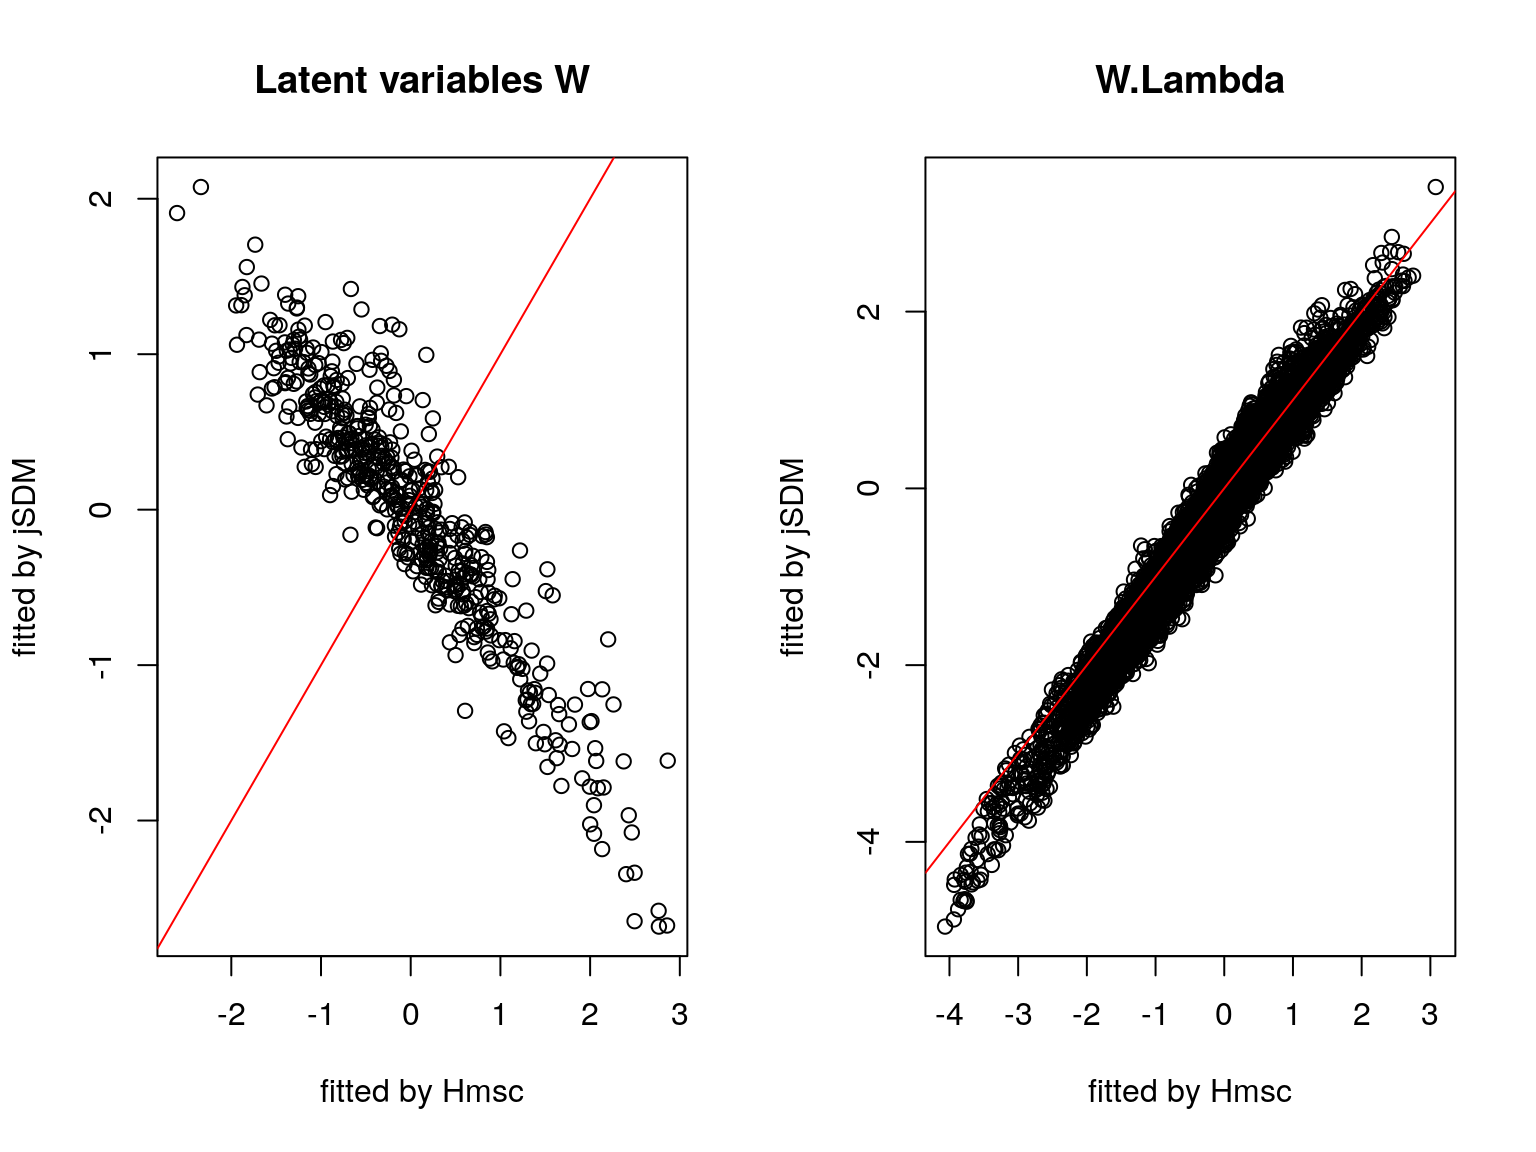 Latent variables W
fitted by jSDM
2
1
0
-1
-2
-2 -1 0 1 2 3
fitted by Hmsc
W.Lambda
fitted by jSDM
2
0
-2
-4
-4 -3 -2 -1 0 1 2 3
fitted by Hmsc